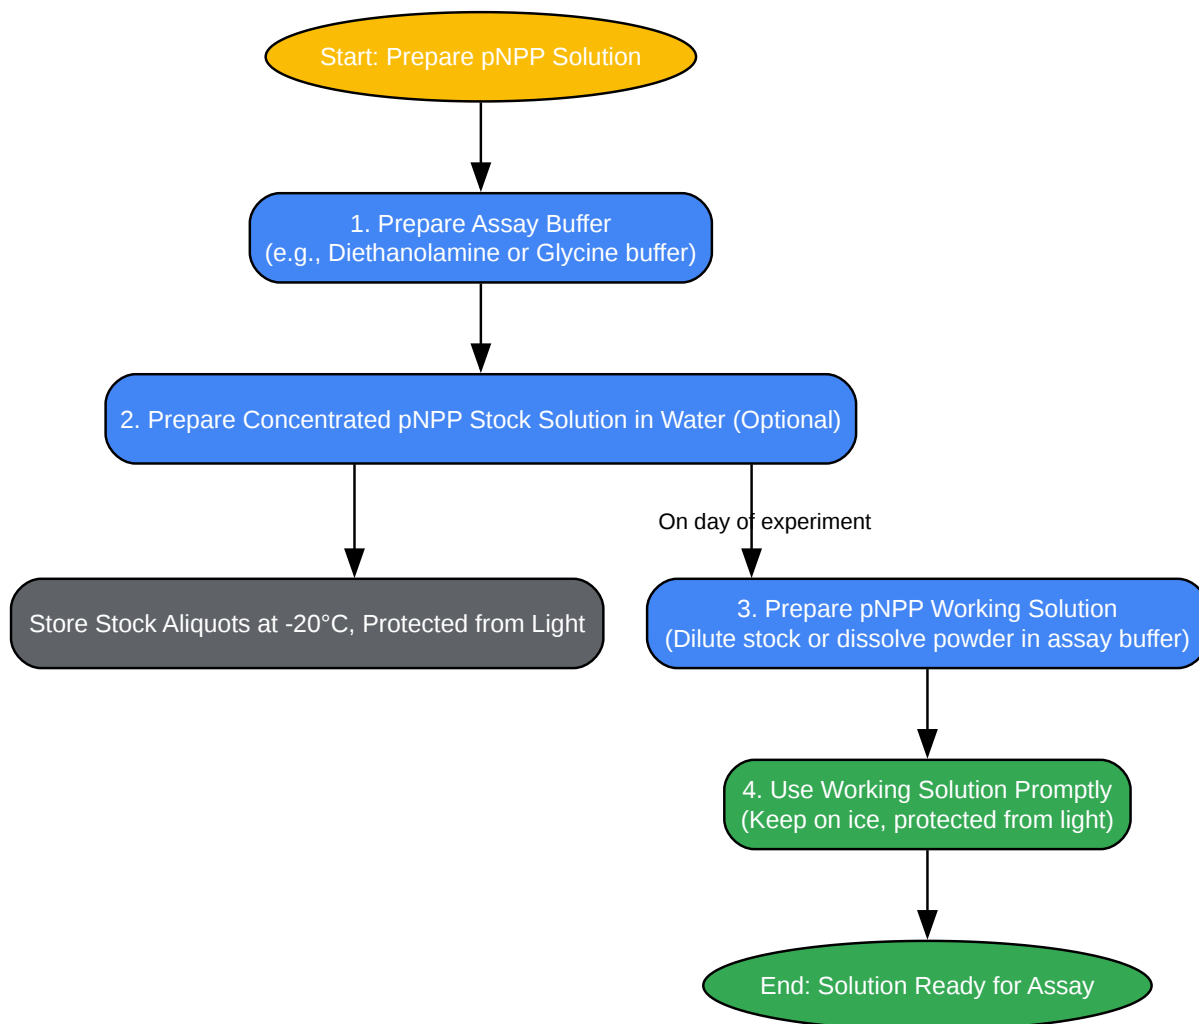 Start: Prepare pNPP Solution
1. Prepare Assay Buffer
(e.g., Diethanolamine or Glycine buffer)
2. Prepare Concentrated pNPP Stock Solution in Water (Optional)
On day of experiment
Store Stock Aliquots at -20°C, Protected from Light
3. Prepare pNPP Working Solution
(Dilute stock or dissolve powder in assay buffer)
4. Use Working Solution Promptly
(Keep on ice, protected from light)
End: Solution Ready for Assay